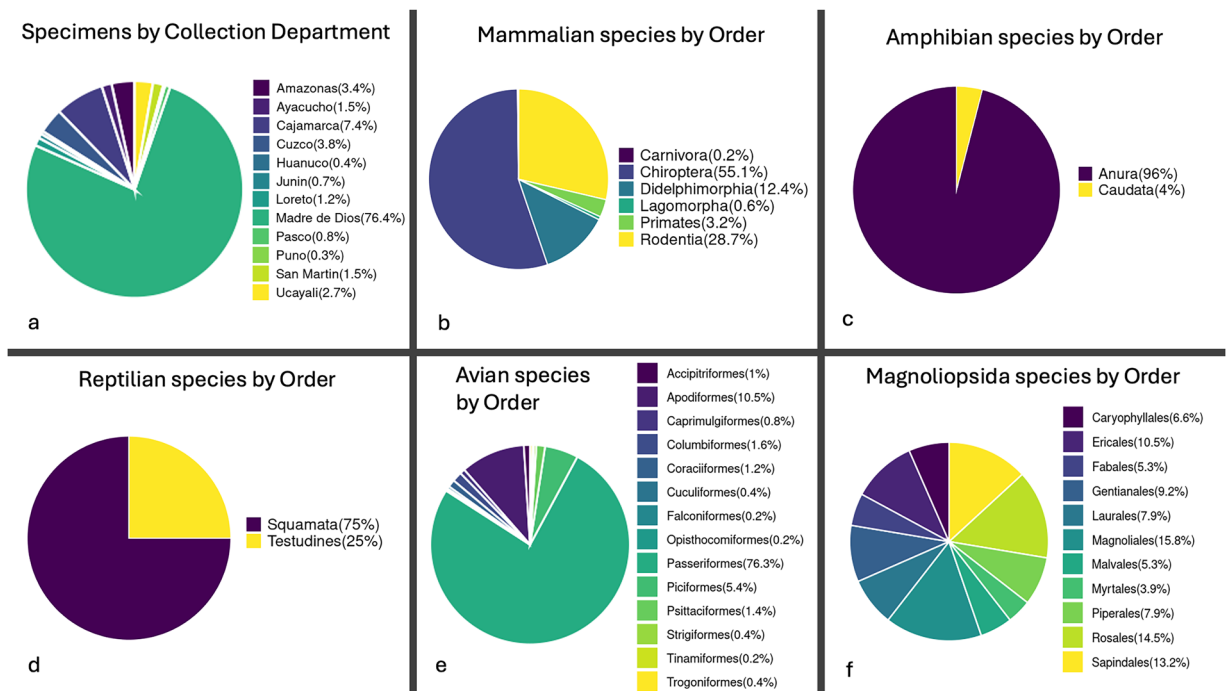 Specimens by Collection Department
Amazonas(3.4%)
Ayacucho(1.5%)
Cajamarca(7.4%)
Cuzco(3.8%)
Huanuco(0.4%)
Junin(0.7%)
Loreto(1.2%)
Madre de Dios(76.4%)
Pasco(0.8%)
Puno(0.3%)
San Martin(1.5%)
Ucayali(2.7%)
a
Mammalian species by Order
Carnivora(0.2%)
Chiroptera(55.1%)
Didelphimorphia(12.4%)
Lagomorpha(0.6%)
Primates(3.2%)
Rodentia(28.7%)
b
Amphibian species by Order
Anura(96%)
Caudata(4%)
c
Reptilian species by Order
Squamata(75%)
Testudines(25%)
d
Avian species
by Order
Accipitriformes(1%)
Apodiformes(10.5%)
Caprimulgiformes(0.8%)
Columbiformes(1.6%)
Coraciiformes(1.2%)
Cuculiformes(0.4%)
Falconiformes(0.2%)
Opisthocomiformes(0.2%)
Passeriformes(76.3%)
Piciformes(5.4%)
Psittaciformes(1.4%)
Strigiformes(0.4%)
Tinamiformes(0.2%)
Trogoniformes(0.4%)
e
Magnoliopsida species by Order
Caryophyllales(6.6%)
Ericales(10.5%)
Fabales(5.3%)
Gentianales(9.2%)
Laurales(7.9%)
Magnoliales(15.8%)
Malvales(5.3%)
Myrtales(3.9%)
Piperales(7.9%)
Rosales(14.5%)
Sapindales(13.2%)
f